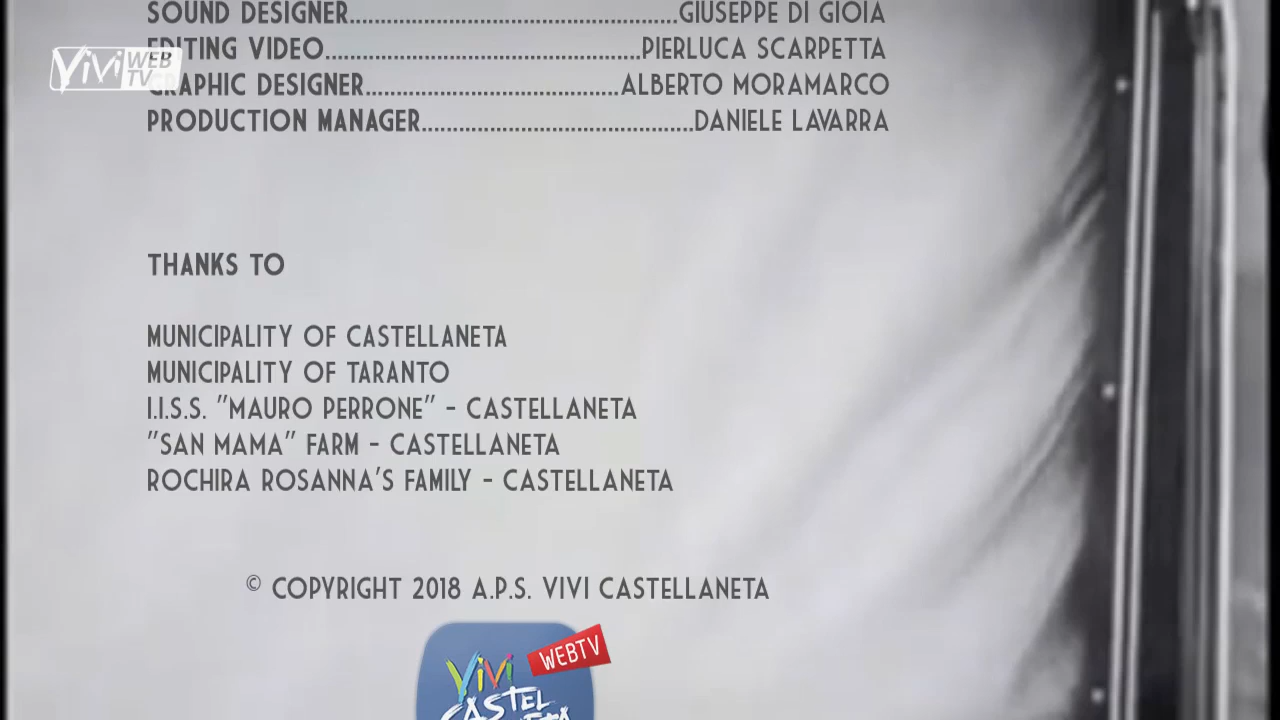 SOUND DESIGNER..........................................................GIUSEPPE DI GIOIA
EDITING VIDEO........................................................PIERLUCA SCARPETTA
GRAPHIC DESIGNER.............................................ALBERTO MORAMARCO
PRODUCTION MANAGER................................................DANIELE LAVARRA
ViVi WEB TV
THANKS TO
MUNICIPALITY OF CASTELLANETA
MUNICIPALITY OF TARANTO
I.I.S.S. "MAURO PERRONE" - CASTELLANETA
"SAN MAMA" FARM - CASTELLANETA
ROCHIRA ROSANNA'S FAMILY - CASTELLANETA
© COPYRIGHT 2018 A.P.S. VIVI CASTELLANETA
WEBTV
ViVi
CASTEL